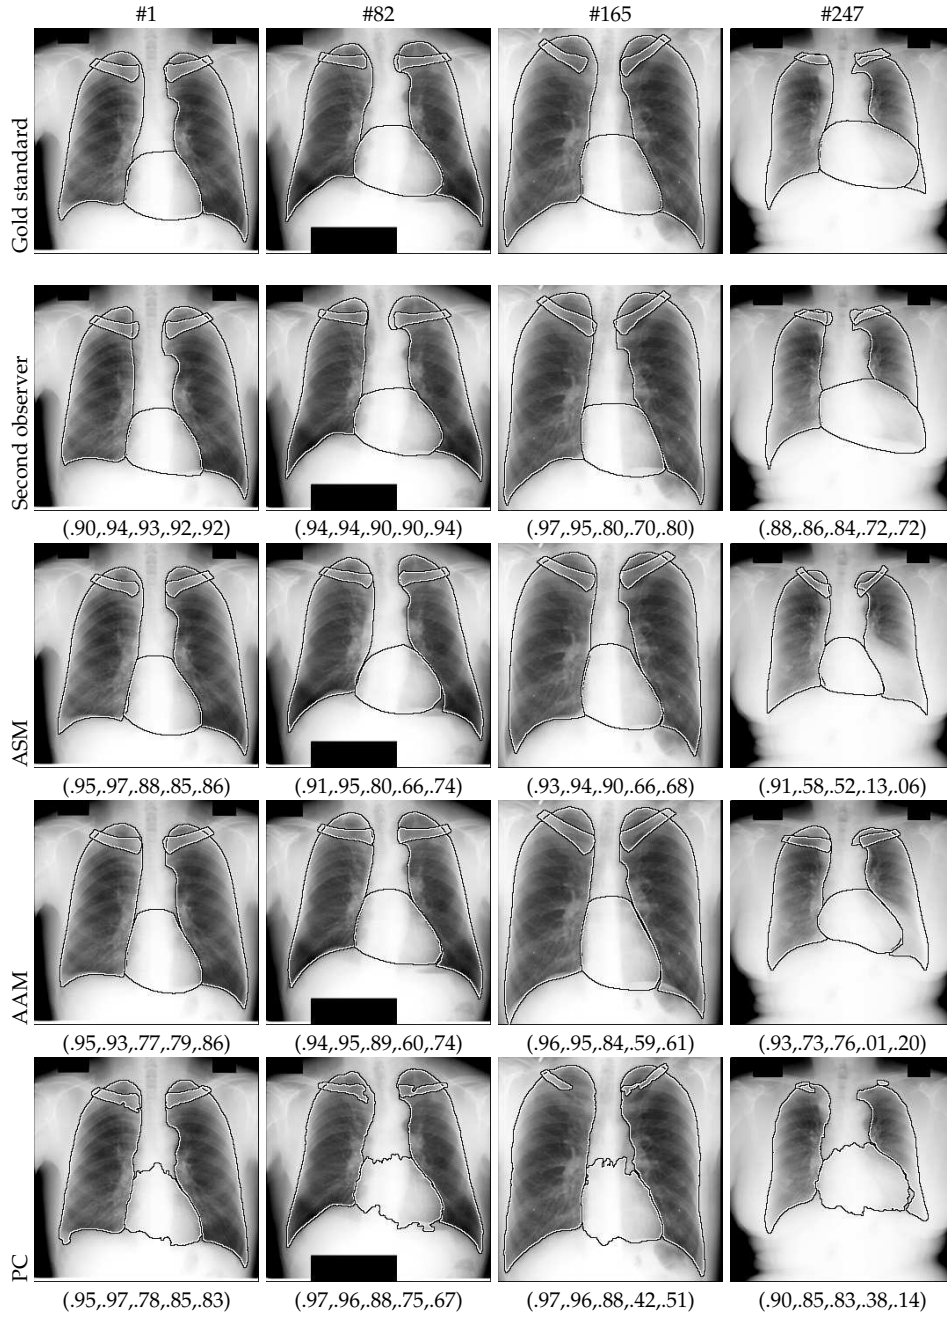 #1 #82 #165 #247
Gold standard
Second observer
(.90,.94,.93,.92,.92) (.94,.94,.90,.90,.94) (.97,.95,.80,.70,.80) (.88,.86,.84,.72,.72)
ASM
(.95,.97,.88,.85,.86) (.91,.95,.80,.66,.74) (.93,.94,.90,.66,.68) (.91,.58,.52,.13,.06)
AAM
(.95,.93,.77,.79,.86) (.94,.95,.89,.60,.74) (.96,.95,.84,.59,.61) (.93,.73,.76,.01,.20)
PC
(.95,.97,.78,.85,.83) (.97,.96,.88,.75,.67) (.97,.96,.88,.42,.51) (.90,.85,.83,.38,.14)